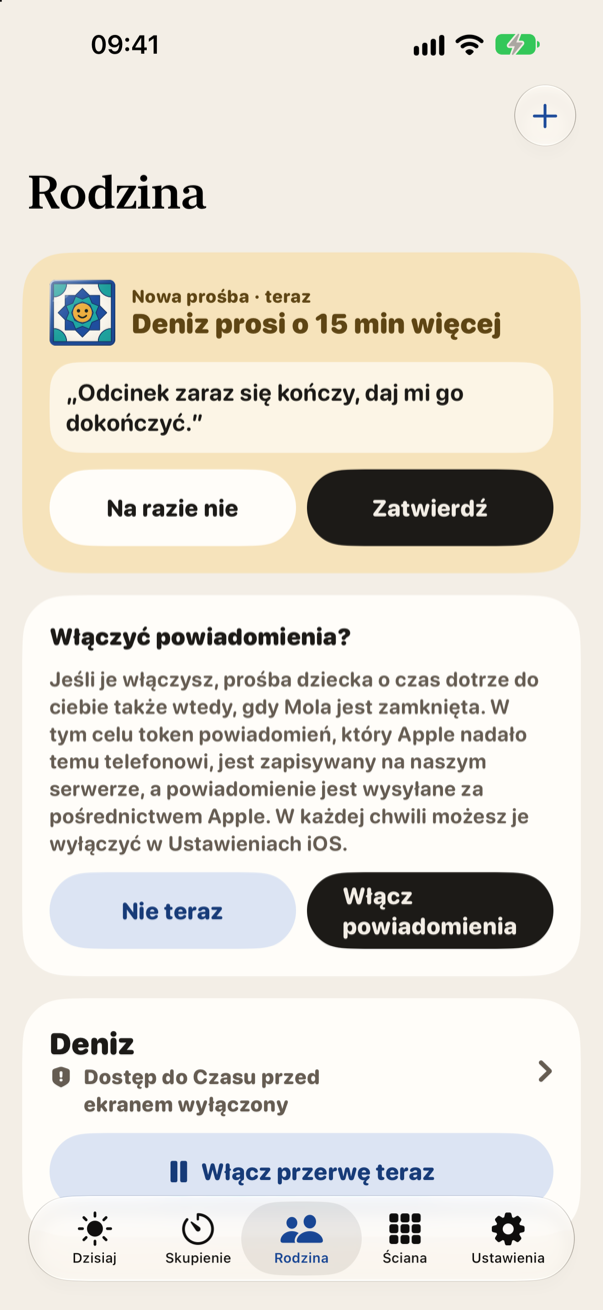 09:41
Rodzina
Nowa prośba · teraz
Deniz prosi o 15 min więcej
„Odcinek zaraz się kończy, daj mi go
dokończyć.”
Na razie nie
Zatwierdź
Włączyć powiadomienia?
Jeśli je włączysz, prośba dziecka o czas dotrze do
ciebie także wtedy, gdy Mola jest zamknięta. W
tym celu token powiadomień, który Apple nadało
temu telefonowi, jest zapisywany na naszym
serwerze, a powiadomienie jest wysyłane za
pośrednictwem Apple. W każdej chwili możesz je
wyłączyć w Ustawieniach iOS.
Nie teraz
Włącz
powiadomienia
Deniz
Dostęp do Czasu przed
ekranem wyłączony
Włącz przerwę teraz
Dzisiaj
Skupienie
Rodzina
Ściana
Ustawienia